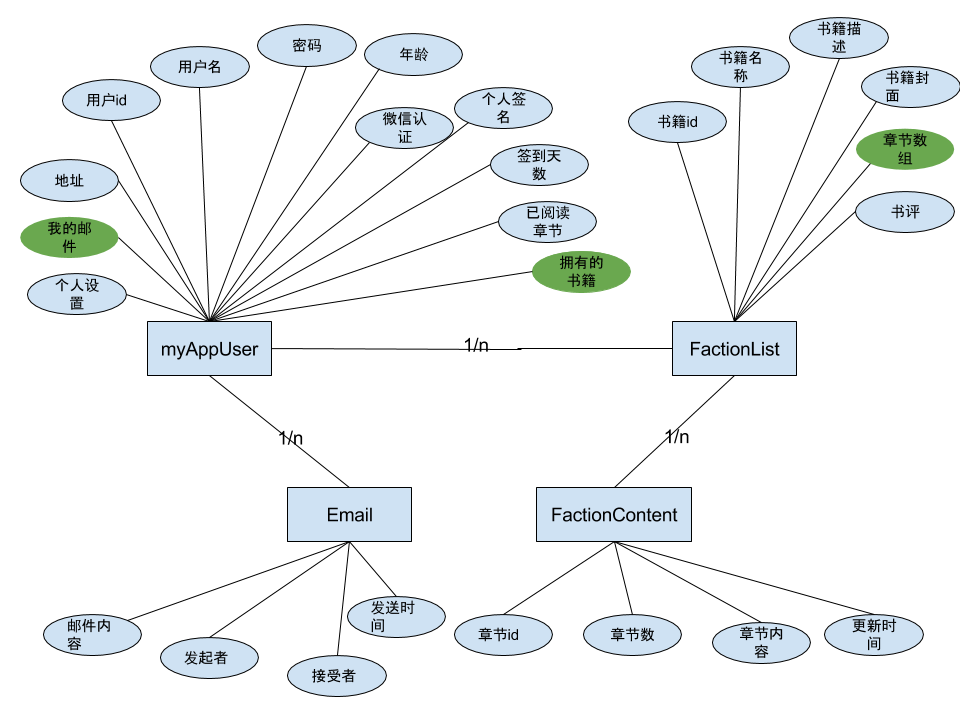 密码
年龄
用户名
用户id
微信认
证
个人签
名
签到天
数
地址
已阅读
章节
我的邮
件
拥有的
书籍
个人设
置
书籍描
述
书籍名
称
书籍封
面
书籍id
章节数
组
书评
myAppUser
1/n
FactionList
1/n
1/n
Email
FactionContent
邮件内
容
发起者
接受者
发送时
间
章节id
章节数
章节内
容
更新时
间